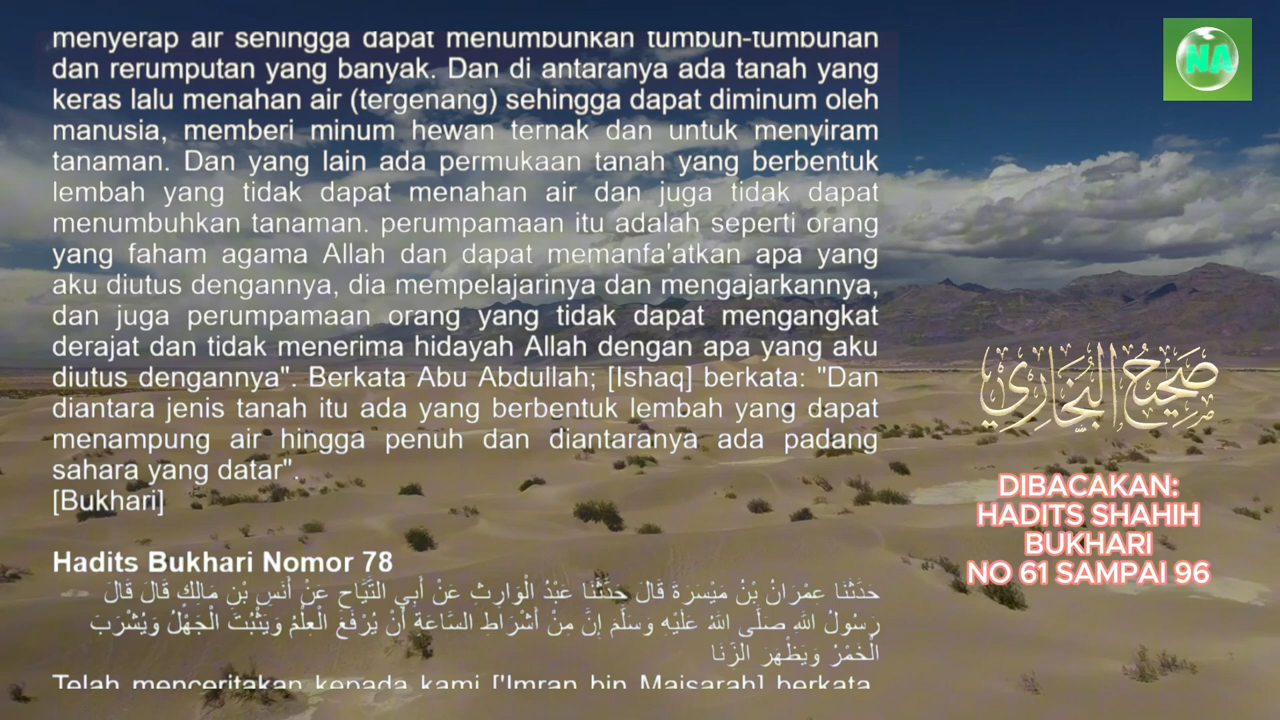 menyerap air sehingga dapat menumbuhkan tumbuh-tumbuhan
dan rerumputan yang banyak. Dan di antaranya ada tanah yang
keras lalu menahan air (tergenang) sehingga dapat diminum oleh
manusia, memberi minum hewan ternak dan untuk menyiram
tanaman. Dan yang lain ada permukaan tanah yang berbentuk
lembah yang tidak dapat menahan air dan juga tidak dapat
menumbuhkan tanaman. perumpamaan itu adalah seperti orang
yang faham agama Allah dan dapat memanfa'atkan apa yang
aku diutus dengannya, dia mempelajarinya dan mengajarkannya,
dan juga perumpamaan orang yang tidak dapat mengangkat
derajat dan tidak menerima hidayah Allah dengan apa yang aku
diutus dengannya". Berkata Abu Abdullah; [Ishaq] berkata: "Dan
diantara jenis tanah itu ada yang berbentuk lembah yang dapat
menampung air hingga penuh dan diantaranya ada padang
sahara yang datar".
[Bukhari]
Hadits Bukhari Nomor 78
حَدَّثَنَا عِمْرَانُ بْنُ مَيْسَرَةَ قَالَ حَدَّثَنَا عَبْدُ الْوَارِثِ عَنْ أَبِي التَّيَّاحِ عَنْ أَنَسِ بْنِ مَالِكٍ قَالَ قَالَ
رَسُولُ اللهِ صَلَّى اللهُ عَلَيْهِ وَسَلَّمَ إِنَّ مِنْ أَشْرَاطِ السَّاعَةِ أَنْ يُرْفَعَ الْعِلْمُ وَيَثْبُتَ الْجَهْلُ وَيُشْرَبَ
الْخَمْرُ وَيَظْهَرَ الزِّنَا
Telah menceritakan kepada kami ['Imran bin Maisarah] berkata,
NA
صَحِيحُ البُخَارِي
DIBACAKAN:
HADITS SHAHIH
BUKHARI
NO 61 SAMPAI 96